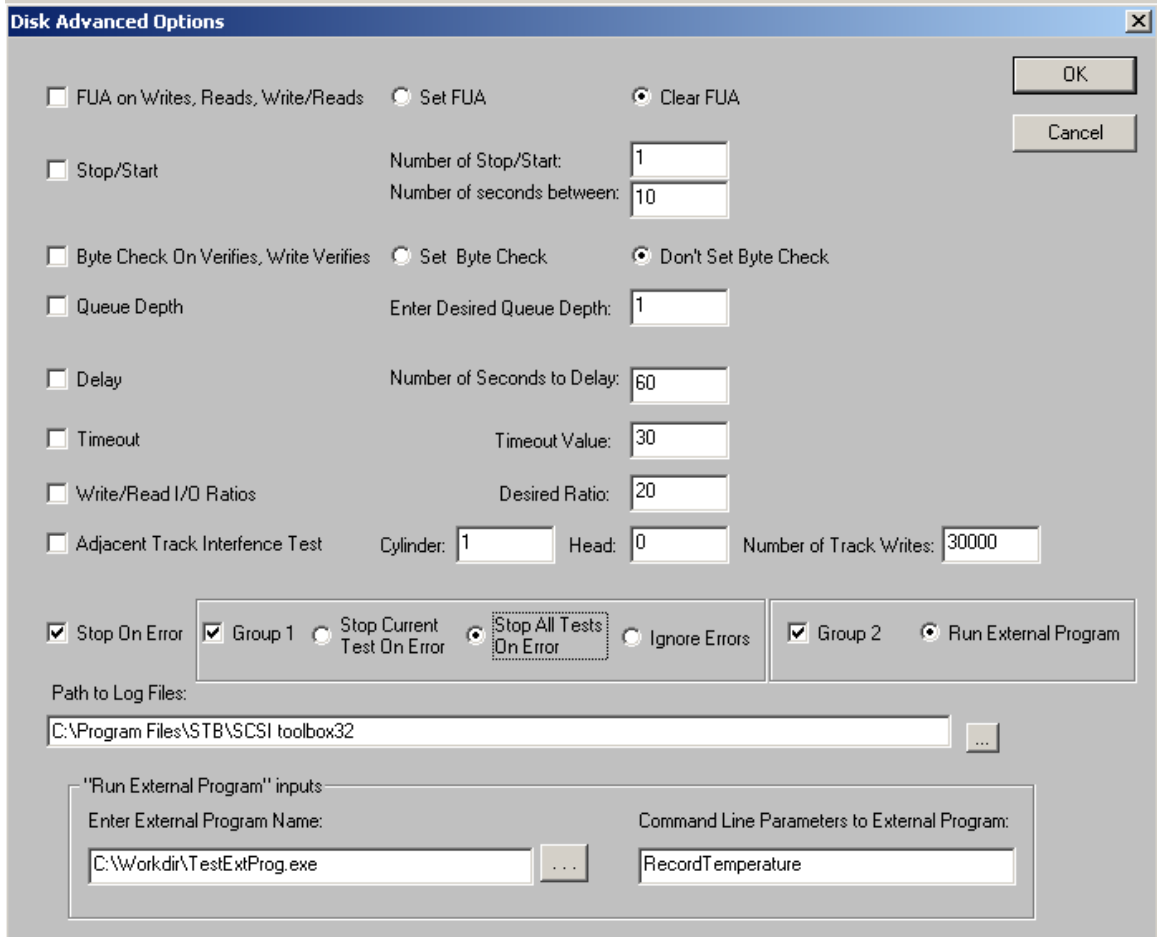 Disk Advanced Options
OK
FUA on Writes, Reads, Write/Reads Set FUA Clear FUA
Cancel
Stop/Start Number of Stop/Start: 1
Number of seconds between: 10
Byte Check On Verifies, Write Verifies Set Byte Check Don't Set Byte Check
Queue Depth Enter Desired Queue Depth: 1
Delay Number of Seconds to Delay: 60
Timeout Timeout Value: 30
Write/Read I/O Ratios Desired Ratio: 20
Adjacent Track Interfence Test Cylinder: 1 Head: 0 Number of Track Writes: 30000
Stop On Error Group 1 Stop Current
Test On Error Stop All Tests
On Error Ignore Errors Group 2 Run External Program
Path to Log Files:
C:\Program Files\STB\SCSI toolbox32 ...
"Run External Program" inputs
Enter External Program Name: Command Line Parameters to External Program:
C:\Workdir\TestExtProg.exe ... RecordTemperature